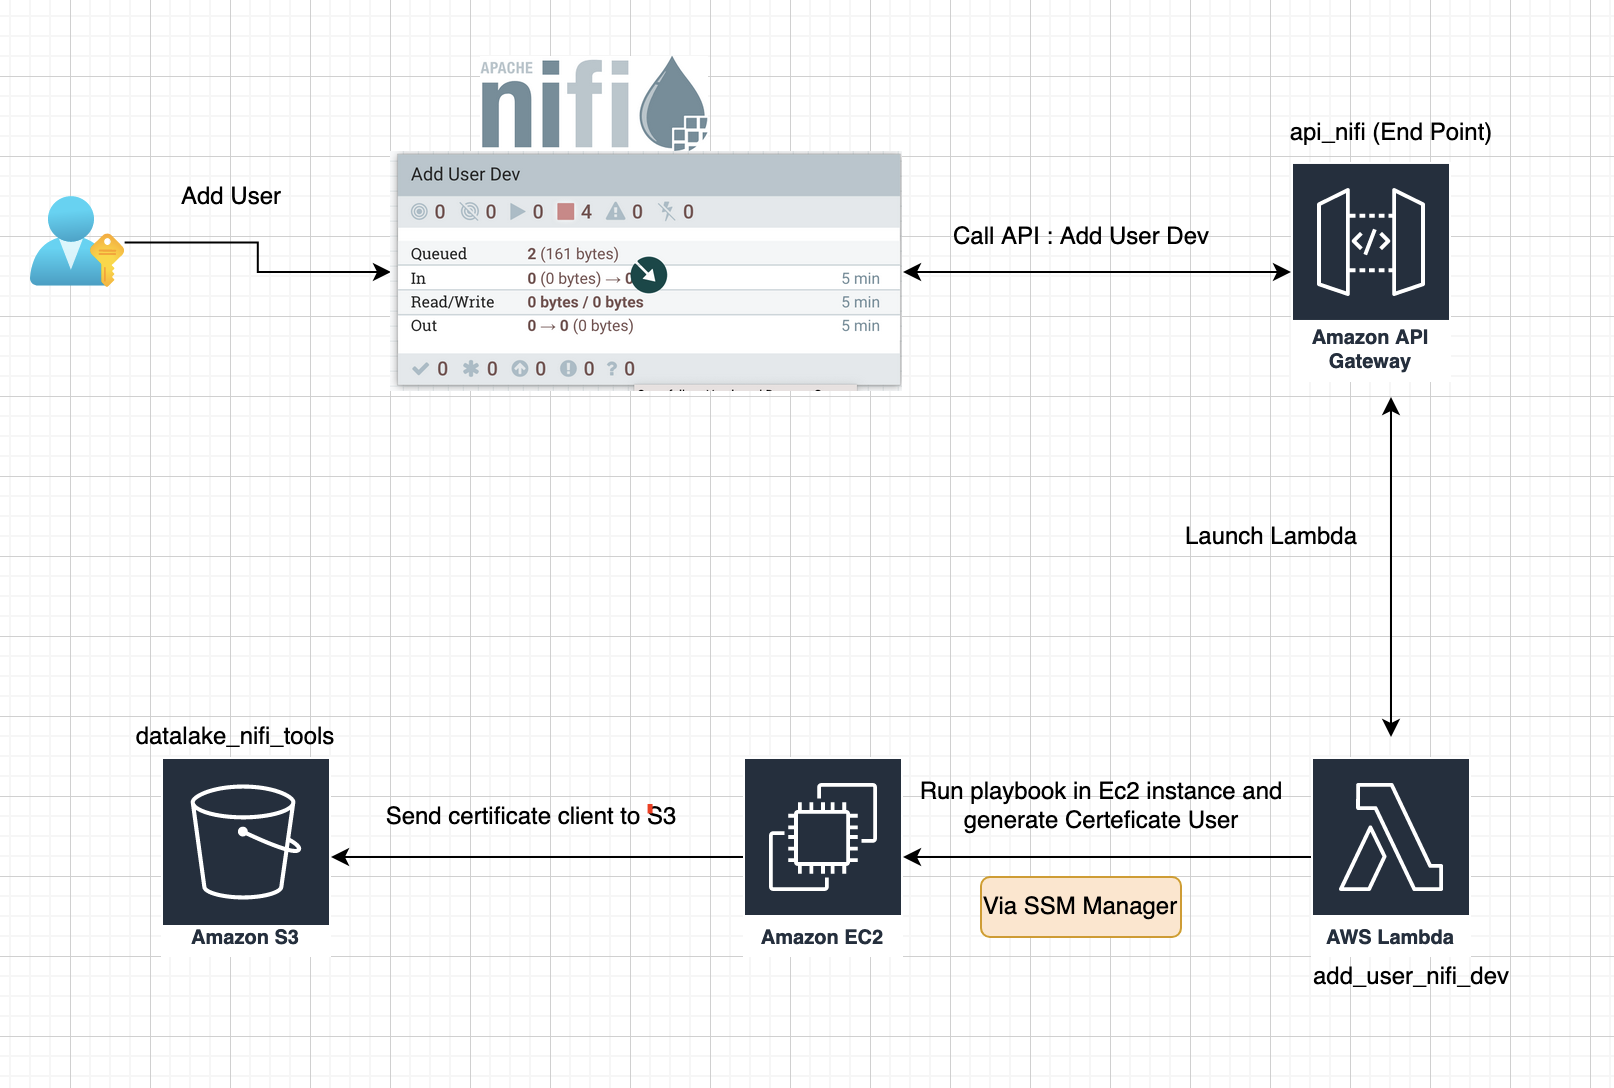 APACHE
nifi
api_nifi (End Point)
Add User Dev
Add User
0 0 0 4 0 0
Call API : Add User Dev
Queued 2 (161 bytes)
In 0 (0 bytes) → 0 5 min
Read/Write 0 bytes / 0 bytes 5 min
Out 0 → 0 (0 bytes) 5 min
</>
Amazon API
Gateway
0 0 0 0 ? 0
Launch Lambda
datalake_nifi_tools
Run playbook in Ec2 instance and
generate Certeficate User
Send certificate client to S3
Via SSM Manager
Amazon S3
Amazon EC2
AWS Lambda
add_user_nifi_dev